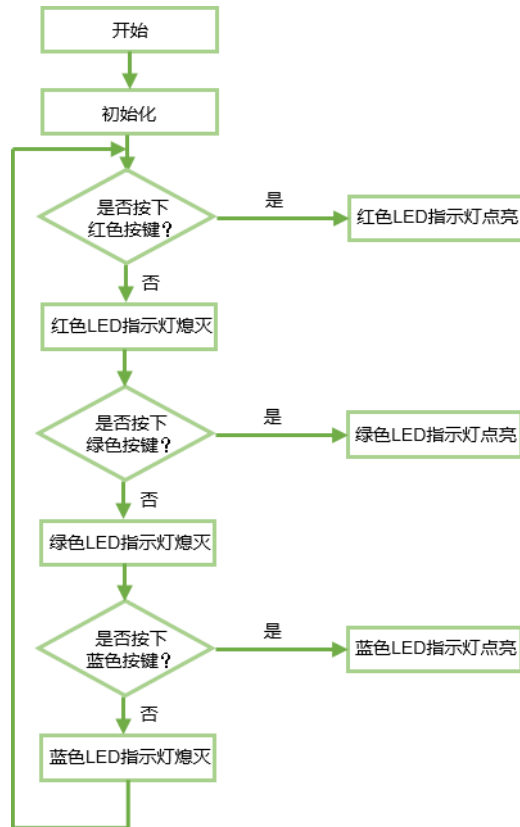 开始
初始化
是否按下
红色按键？
是
红色LED指示灯点亮
否
红色LED指示灯熄灭
是否按下
绿色按键？
是
绿色LED指示灯点亮
否
绿色LED指示灯熄灭
是否按下
蓝色按键？
是
蓝色LED指示灯点亮
否
蓝色LED指示灯熄灭